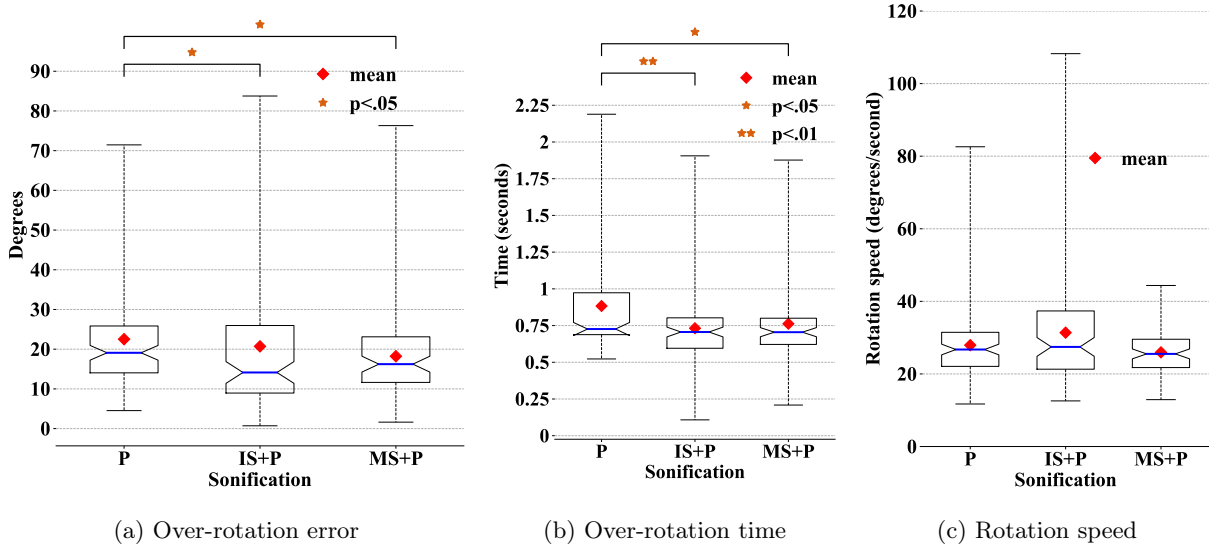 mean
p<.05
90
80
70
60
50
40
30
20
10
0
Degrees
P IS+P MS+P
Sonification
(a) Over-rotation error
mean
p<.05
p<.01
2.25
2
1.75
1.5
1.25
1
0.75
0.5
0.25
0
Time (seconds)
P IS+P MS+P
Sonification
(b) Over-rotation time
120
100
80
60
40
20
0
Rotation speed (degrees/second)
mean
P IS+P MS+P
Sonification
(c) Rotation speed